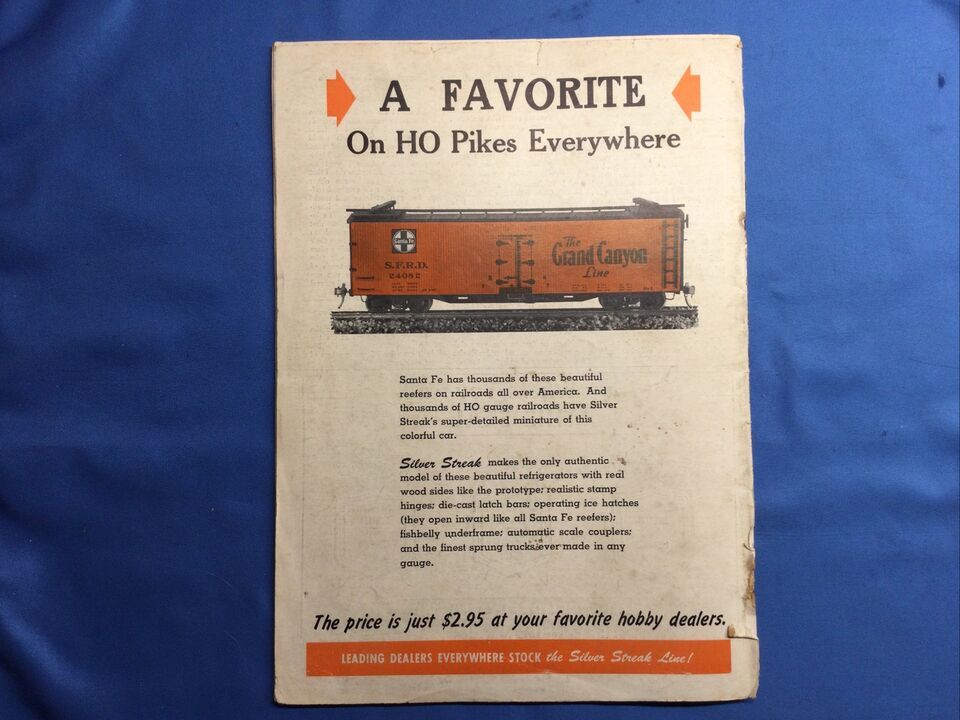 A FAVORITE
On HO Pikes Everywhere
Santa Fe
The
Grand Canyon
Line
S.F.R.D.
Santa Fe has thousands of these beautiful
reefers on railroads all over America. And
thousands of HO gauge railroads have Silver
Streak's super-detailed miniature of this
colorful car.
Silver Streak makes the only authentic
model of these beautiful refrigerators with real
wood sides like the prototype; realistic stamp
hinges; die-cast latch bars; operating ice hatches
(they open inward like all Santa Fe reefers);
fishbelly underframe; automatic scale couplers;
and the finest sprung trucks ever made in any
gauge.
The price is just $2.95 at your favorite hobby dealers.
LEADING DEALERS EVERYWHERE STOCK the Silver Streak Line!